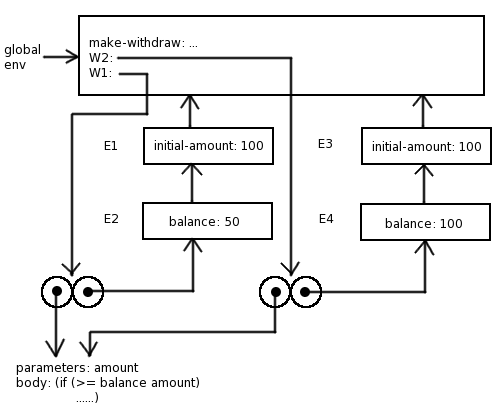 global
env
make-withdraw: ...
W2:
W1:
E1
initial-amount: 100
E3
initial-amount: 100
E2
balance: 50
E4
balance: 100
parameters: amount
body: (if (>= balance amount)
......)